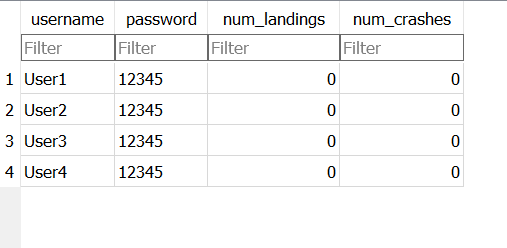 username password num_landings num_crashes
Filter Filter Filter Filter
1 User1 12345 0 0
2 User2 12345 0 0
3 User3 12345 0 0
4 User4 12345 0 0